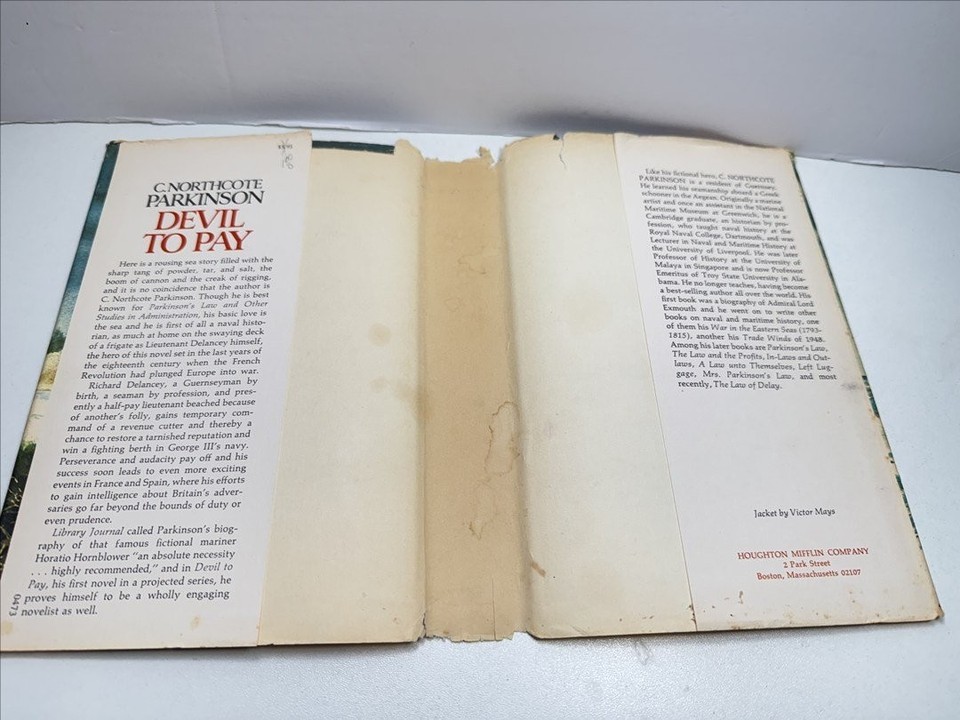 C. NORTHCOTE
PARKINSON
DEVIL
TO PAY
Here is a rousing sea story filled with the
sharp tang of powder, tar, and salt, the
boom of cannon and the creak of rigging,
and it is no coincidence that the author is
C. Northcote Parkinson. Though he is best
known for Parkinson's Law and Other
Studies in Administration, his basic love is
the sea and he is first of all a naval histo-
rian, as much at home on the swaying deck
of a frigate as Lieutenant Delancey himself,
the hero of this novel set in the last years of
the eighteenth century when the French
Revolution had plunged Europe into war.
Richard Delancey, a Guernseyman by
birth, a seaman by profession, and pres-
ently a half-pay lieutenant beached because
of another's folly, gains temporary com-
mand of a revenue cutter and thereby a
chance to restore a tarnished reputation and
win a fighting berth in George III's navy.
Perseverance and audacity pay off and his
success soon leads to even more exciting
events in France and Spain, where his efforts
to gain intelligence about Britain's adver-
saries go far beyond the bounds of duty or
even prudence.
Library Journal called Parkinson's biog-
raphy of that famous fictional mariner
Horatio Hornblower "an absolute necessity
. . . highly recommended," and in Devil to
Pay, his first novel in a projected series, he
proves himself to be a wholly engaging
novelist as well.
0473
Like his fictional hero, C. NORTHCOTE
PARKINSON is a resident of Guernsey.
He learned his seamanship aboard a Greek
schooner in the Aegean. Originally a marine
artist and once an assistant in the National
Maritime Museum at Greenwich, he is a
Cambridge graduate, an historian by pro-
fession, who taught naval history at the
Royal Naval College, Dartmouth, and was
Lecturer in Naval and Maritime History at
the University of Liverpool. He was later
Professor of History at the University of
Malaya in Singapore and is now Professor
Emeritus of Troy State University in Ala-
bama. He no longer teaches, having become
a best-selling author all over the world. His
first book was a biography of Admiral Lord
Exmouth and he went on to write other
books on naval and maritime history, one
of them his War in the Eastern Seas (1793-
1815), another his Trade Winds of 1948.
Among his later books are Parkinson's Law,
The Law and the Profits, In-Laws and Out-
laws, A Law unto Themselves, Left Lug-
gage, Mrs. Parkinson's Law, and most
recently, The Law of Delay.
Jacket by Victor Mays
HOUGHTON MIFFLIN COMPANY
2 Park Street
Boston, Massachusetts 02107